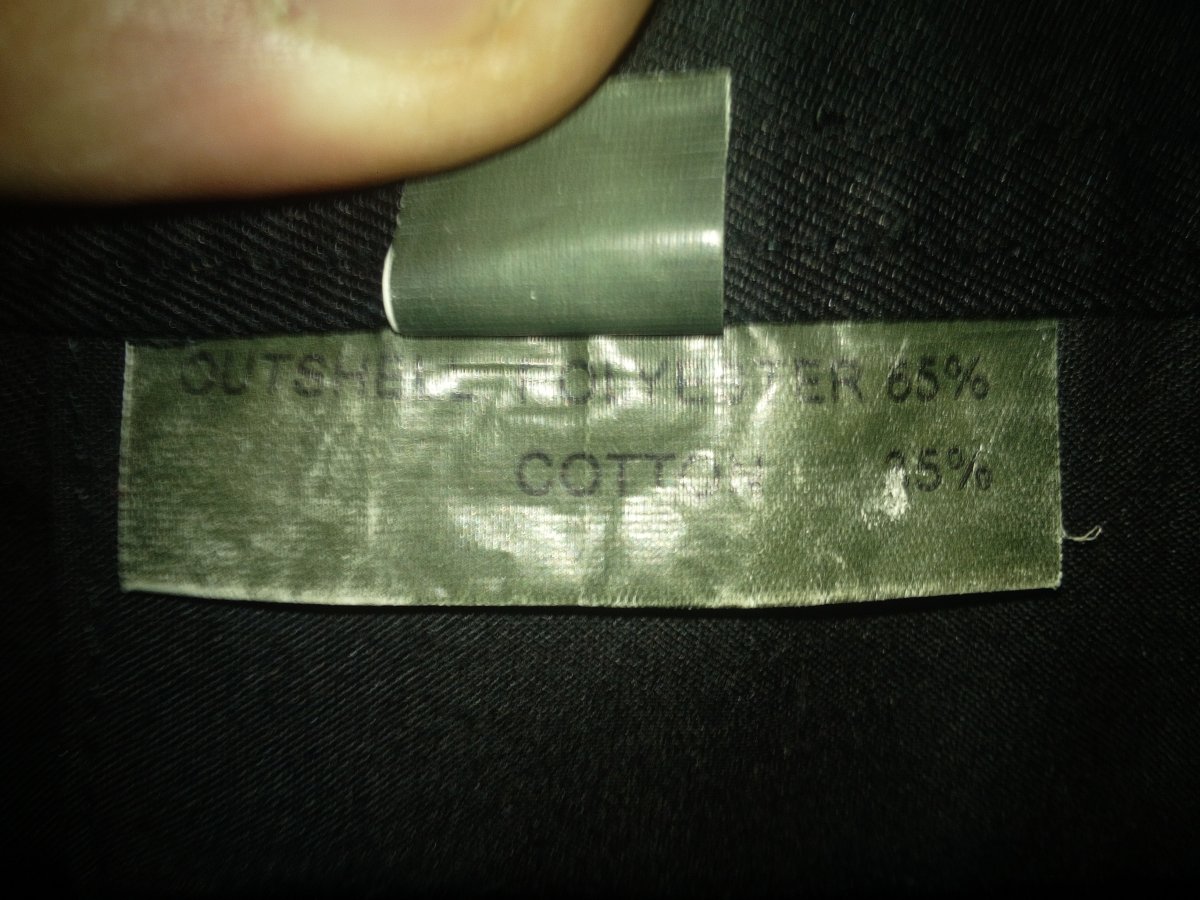 OUTSHELL POLYESTER 65%
COTTON 35%